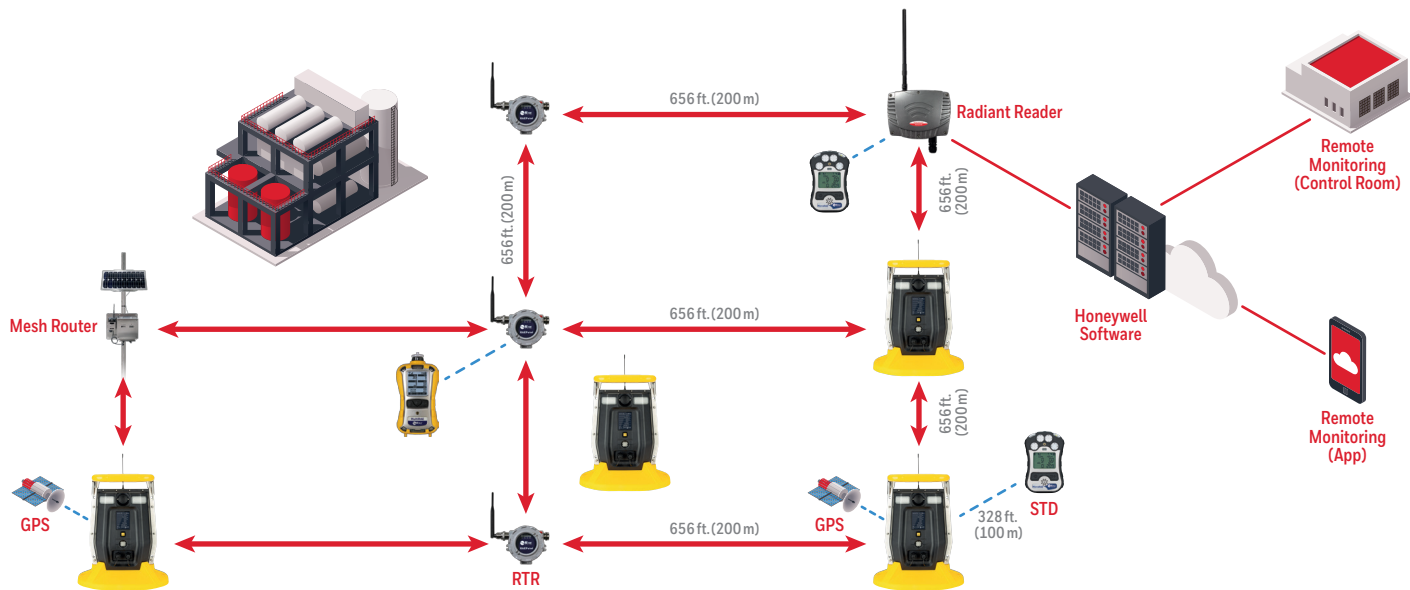 656 ft. (200 m)
Radiant Reader
Remote
Monitoring
(Control Room)
656 ft. (200 m)
656 ft.
(200 m)
Mesh Router
656 ft. (200 m)
Honeywell
Software
656 ft.
(200 m)
Remote
Monitoring
(App)
GPS
GPS
STD
656 ft. (200 m)
328 ft.
(100 m)
RTR